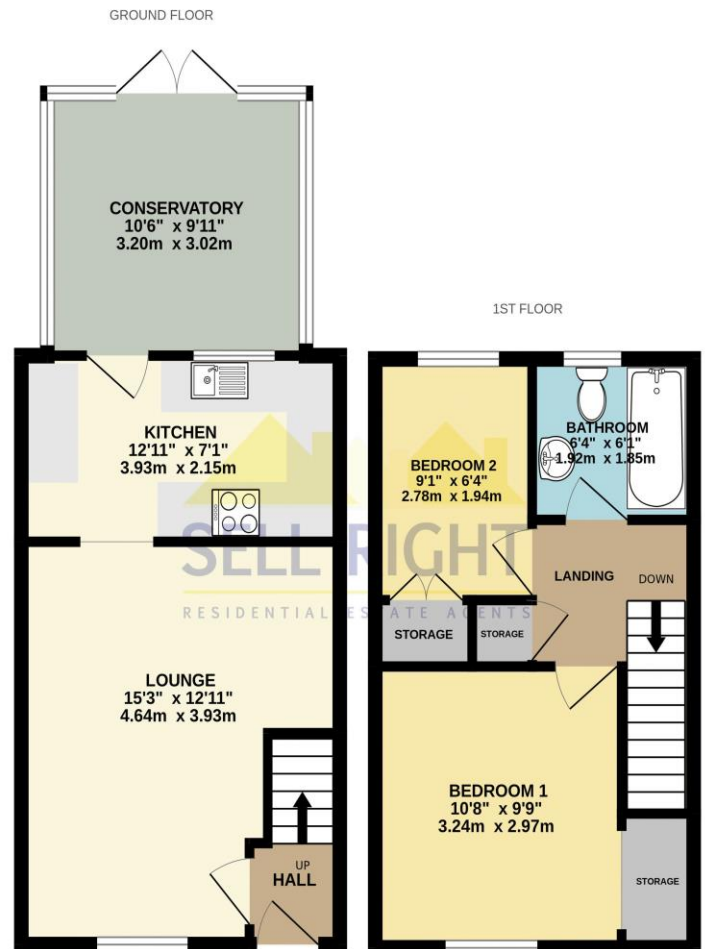 GROUND FLOOR
CONSERVATORY
10'6" x 9'11"
3.20m x 3.02m
KITCHEN
12'11" x 7'1"
3.93m x 2.15m
LOUNGE
15'3" x 12'11"
4.64m x 3.93m
UP
HALL
1ST FLOOR
BATHROOM
6'4" x 6'1"
1.92m x 1.85m
BEDROOM 2
9'1" x 6'4"
2.78m x 1.94m
LANDING
DOWN
STORAGE
STORAGE
BEDROOM 1
10'8" x 9'9"
3.24m x 2.97m
STORAGE
SELL RIGHT
RESIDENTIAL ESTATE AGENTS